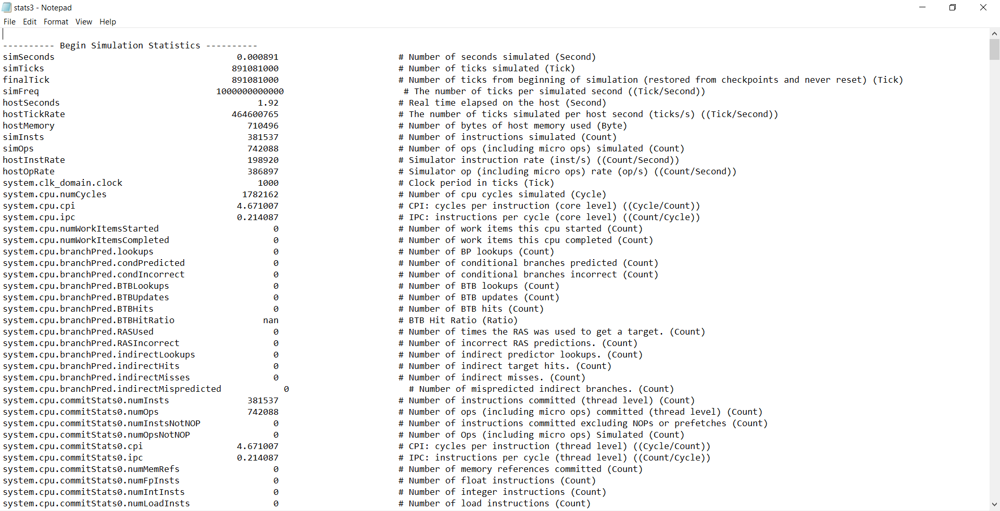 stats3 - Notepad
File Edit Format View Help
---------- Begin Simulation Statistics ----------
simSeconds 0.000891 # Number of seconds simulated (Second)
simTicks 891081000 # Number of ticks simulated (Tick)
finalTick 891081000 # Number of ticks from beginning of simulation (restored from checkpoints and never reset) (Tick)
simFreq 1000000000000 # The number of ticks per simulated second ((Tick/Second))
hostSeconds 1.92 # Real time elapsed on the host (Second)
hostTickRate 464600765 # The number of ticks simulated per host second (ticks/s) ((Tick/Second))
hostMemory 710496 # Number of bytes of host memory used (Byte)
simInsts 381537 # Number of instructions simulated (Count)
simOps 742088 # Number of ops (including micro ops) simulated (Count)
hostInstRate 198920 # Simulator instruction rate (inst/s) ((Count/Second))
hostOpRate 386897 # Simulator op (including micro ops) rate (op/s) ((Count/Second))
system.clk_domain.clock 1000 # Clock period in ticks (Tick)
system.cpu.numCycles 1782162 # Number of cpu cycles simulated (Cycle)
system.cpu.cpi 4.671007 # CPI: cycles per instruction (core level) ((Cycle/Count))
system.cpu.ipc 0.214087 # IPC: instructions per cycle (core level) ((Count/Cycle))
system.cpu.numWorkItemsStarted 0 # Number of work items this cpu started (Count)
system.cpu.numWorkItemsCompleted 0 # Number of work items this cpu completed (Count)
system.cpu.branchPred.lookups 0 # Number of BP lookups (Count)
system.cpu.branchPred.condPredicted 0 # Number of conditional branches predicted (Count)
system.cpu.branchPred.condIncorrect 0 # Number of conditional branches incorrect (Count)
system.cpu.branchPred.BTBLookups 0 # Number of BTB lookups (Count)
system.cpu.branchPred.BTBUpdates 0 # Number of BTB updates (Count)
system.cpu.branchPred.BTBHits 0 # Number of BTB hits (Count)
system.cpu.branchPred.BTBHitRatio nan # BTB Hit Ratio (Ratio)
system.cpu.branchPred.RASUsed 0 # Number of times the RAS was used to get a target. (Count)
system.cpu.branchPred.RASIncorrect 0 # Number of incorrect RAS predictions. (Count)
system.cpu.branchPred.indirectLookups 0 # Number of indirect predictor lookups. (Count)
system.cpu.branchPred.indirectHits 0 # Number of indirect target hits. (Count)
system.cpu.branchPred.indirectMisses 0 # Number of indirect misses. (Count)
system.cpu.branchPred.indirectMispredicted 0 # Number of mispredicted indirect branches. (Count)
system.cpu.commitStats0.numInsts 381537 # Number of instructions committed (thread level) (Count)
system.cpu.commitStats0.numOps 742088 # Number of ops (including micro ops) committed (thread level) (Count)
system.cpu.commitStats0.numInstsNotNOP 0 # Number of instructions committed excluding NOPs or prefetches (Count)
system.cpu.commitStats0.numOpsNotNOP 0 # Number of Ops (including micro ops) Simulated (Count)
system.cpu.commitStats0.cpi 4.671007 # CPI: cycles per instruction (thread level) ((Cycle/Count))
system.cpu.commitStats0.ipc 0.214087 # IPC: instructions per cycle (thread level) ((Count/Cycle))
system.cpu.commitStats0.numMemRefs 0 # Number of memory references committed (Count)
system.cpu.commitStats0.numFpInsts 0 # Number of float instructions (Count)
system.cpu.commitStats0.numIntInsts 0 # Number of integer instructions (Count)
system.cpu.commitStats0.numLoadInsts 0 # Number of load instructions (Count)